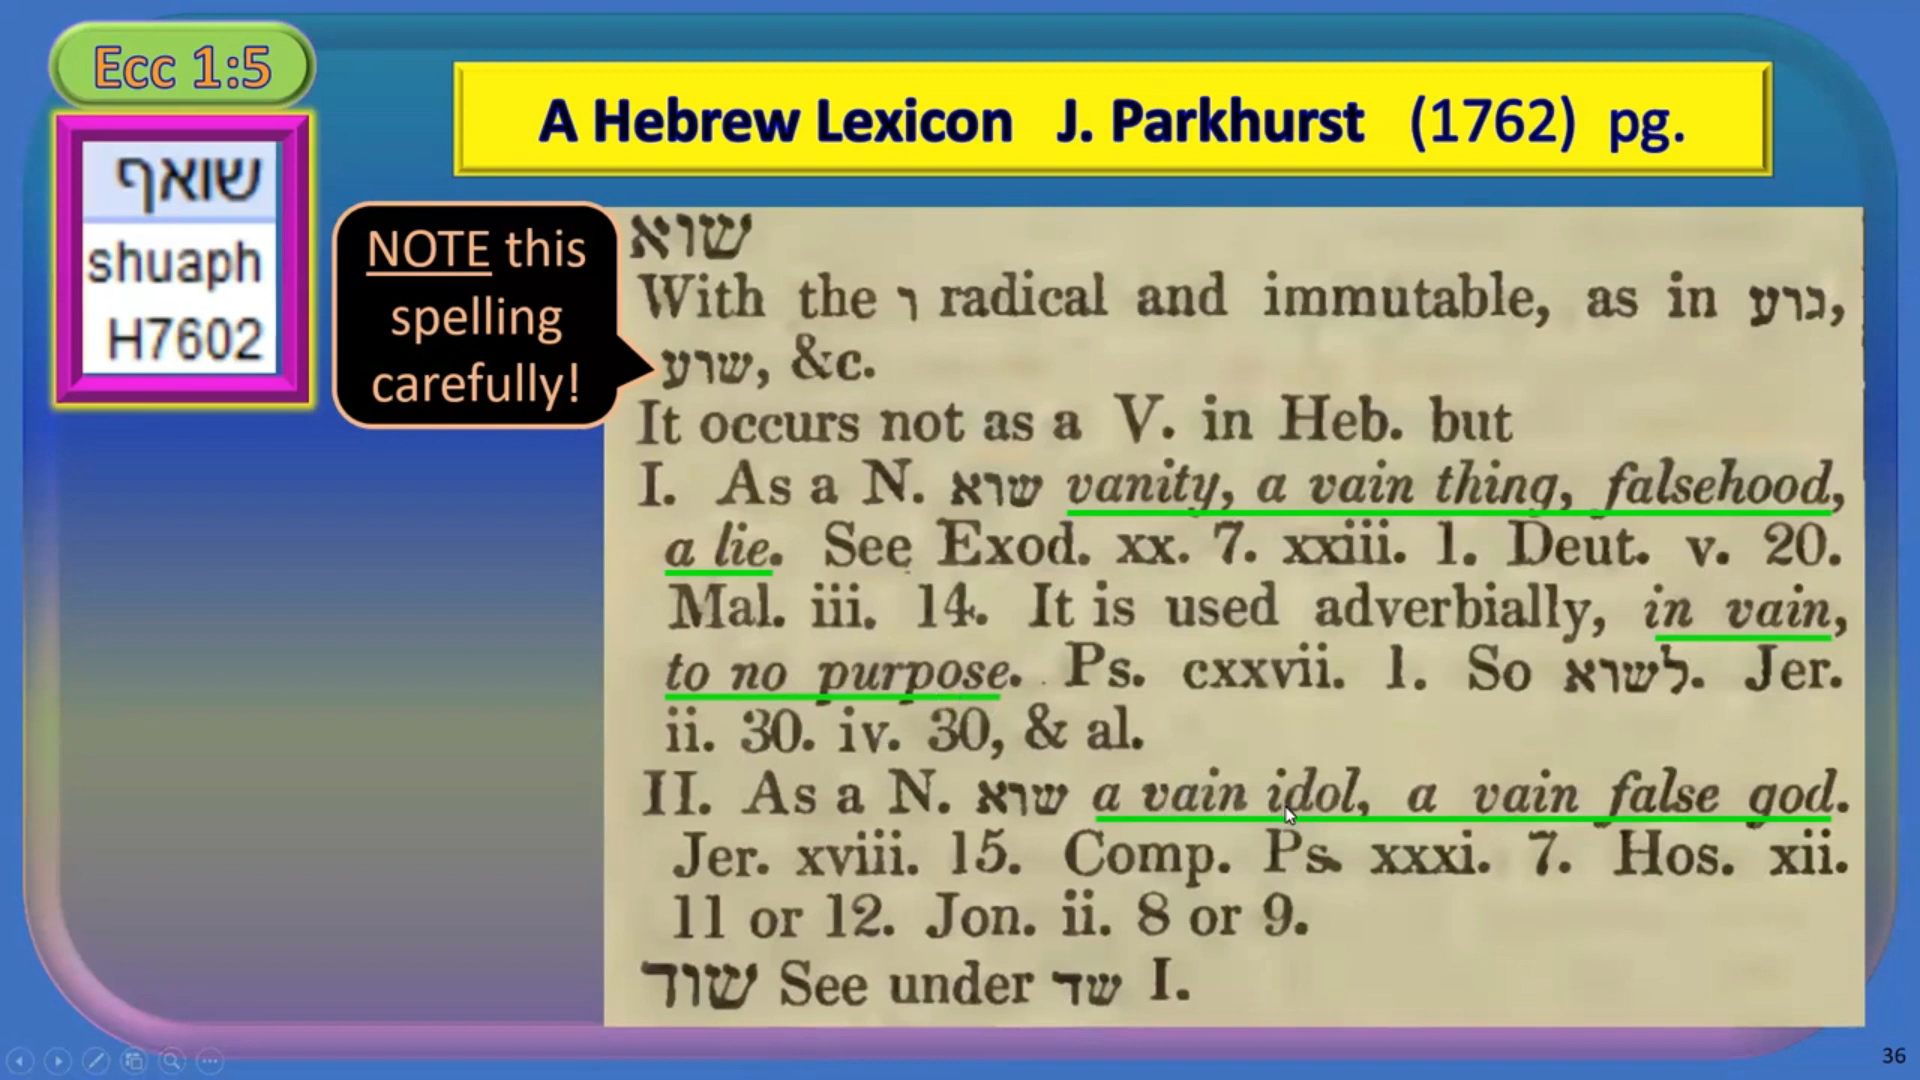 Ecc 1:5
שואף
shuaph
H7602
A Hebrew Lexicon J. Parkhurst (1762) pg.
NOTE this
spelling
carefully!
שוא
With the ו radical and immutable, as in גוע,
שוע, &c.
It occurs not as a V. in Heb. but
I. As a N. שוא vanity, a vain thing, falsehood,
a lie. See Exod. xx. 7. xxiii. 1. Deut. v. 20.
Mal. iii. 14. It is used adverbially, in vain,
to no purpose. Ps. cxxvii. 1. So לשוא. Jer.
ii. 30. iv. 30, & al.
II. As a N. שוא a vain idol, a vain false god.
Jer. xviii. 15. Comp. Ps. xxxi. 7. Hos. xii.
11 or 12. Jon. ii. 8 or 9.
שוד See under שד I.
36